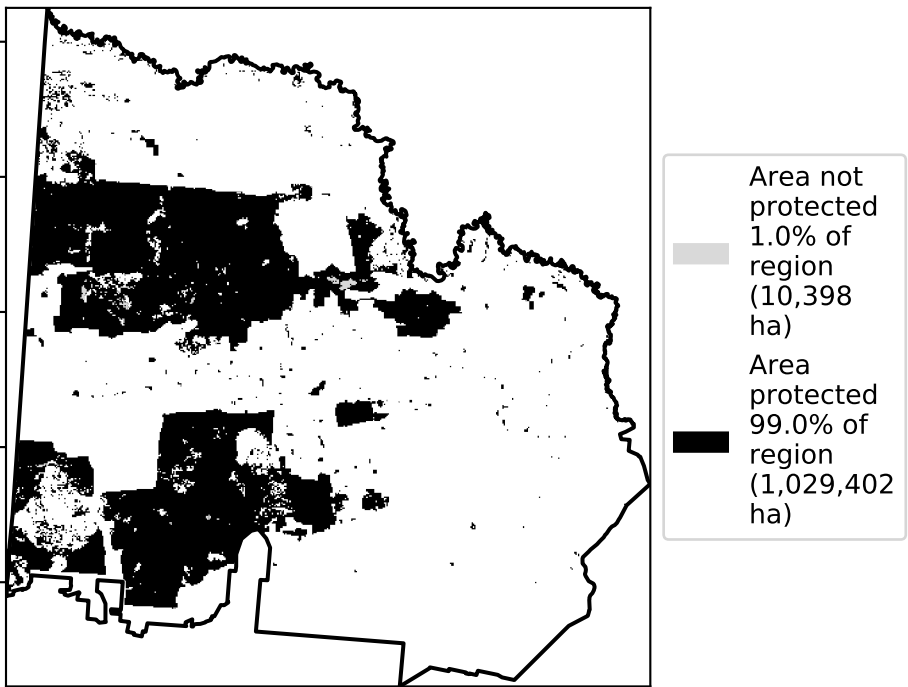 Area not
protected
1.0% of
region
(10,398
ha)
Area
protected
99.0% of
region
(1,029,402
ha)